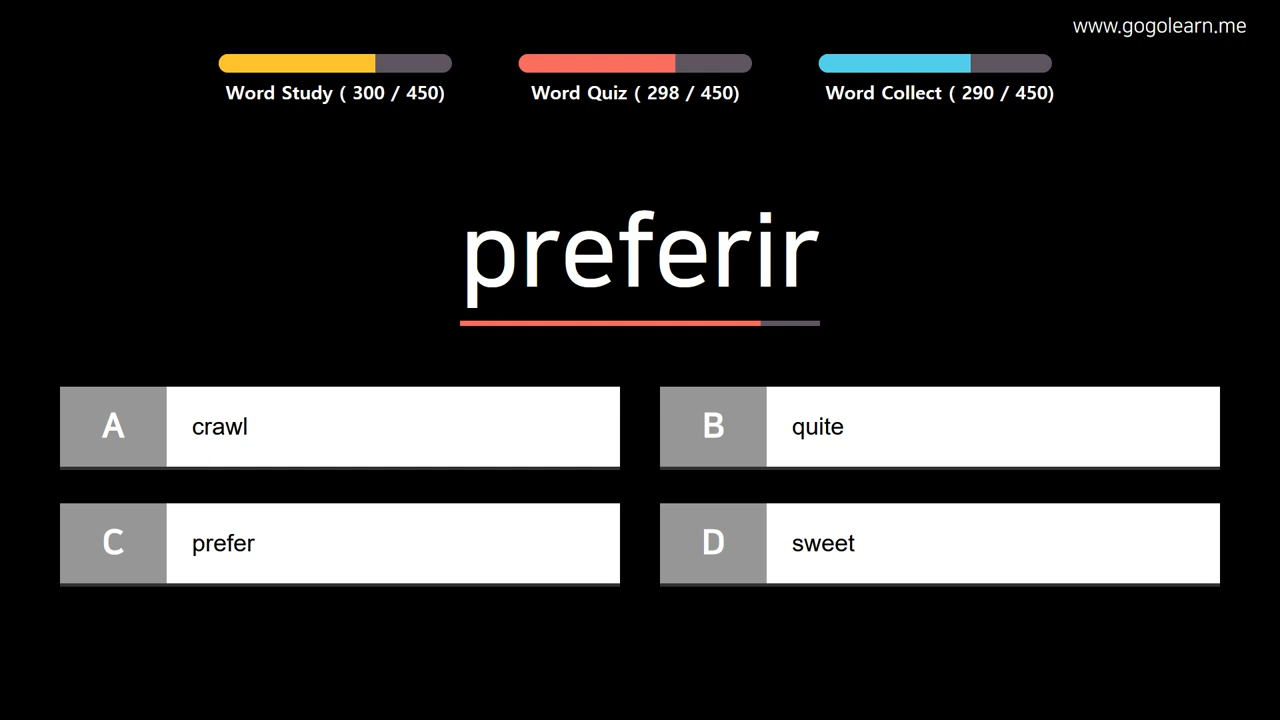 www.gogolearn.me
Word Study ( 300 / 450)
Word Quiz ( 298 / 450)
Word Collect ( 290 / 450)
preferir
A crawl
B quite
C prefer
D sweet